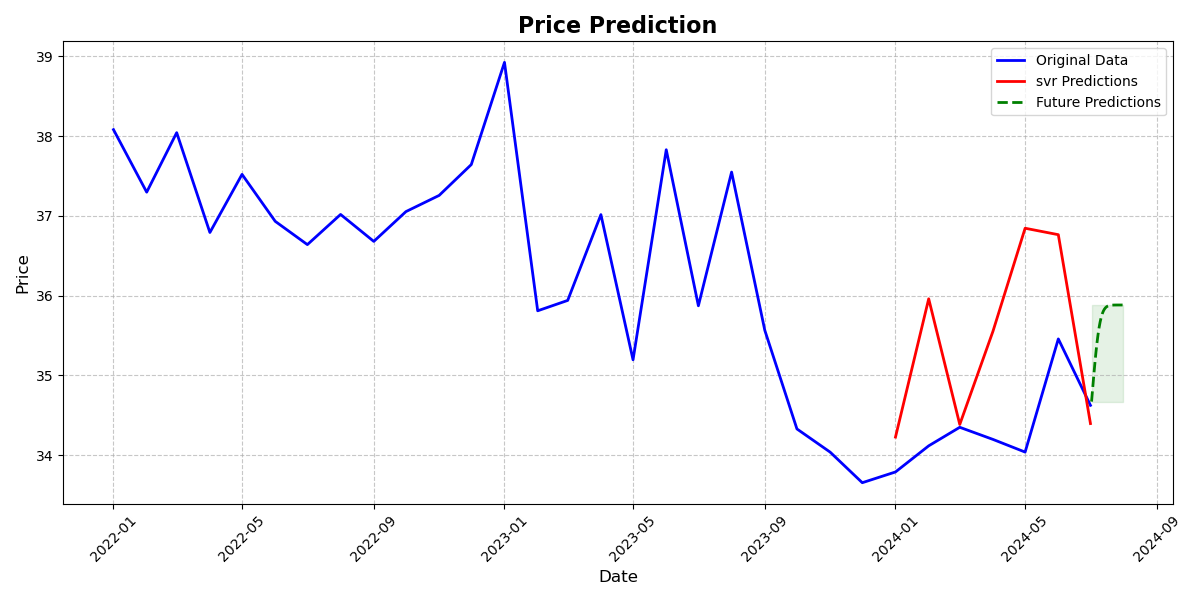 Price Prediction
Original Data
svr Predictions
Future Predictions
39
38
37
36
35
34
Price
2022-01
2022-05
2022-09
2023-01
2023-05
2023-09
2024-01
2024-05
2024-09
Date